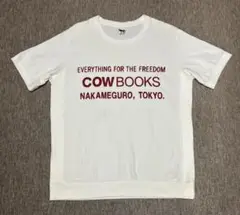 EVERYTHING FOR THE FREEDOM
COWBOOKS
NAKAMEGURO, TOKYO.